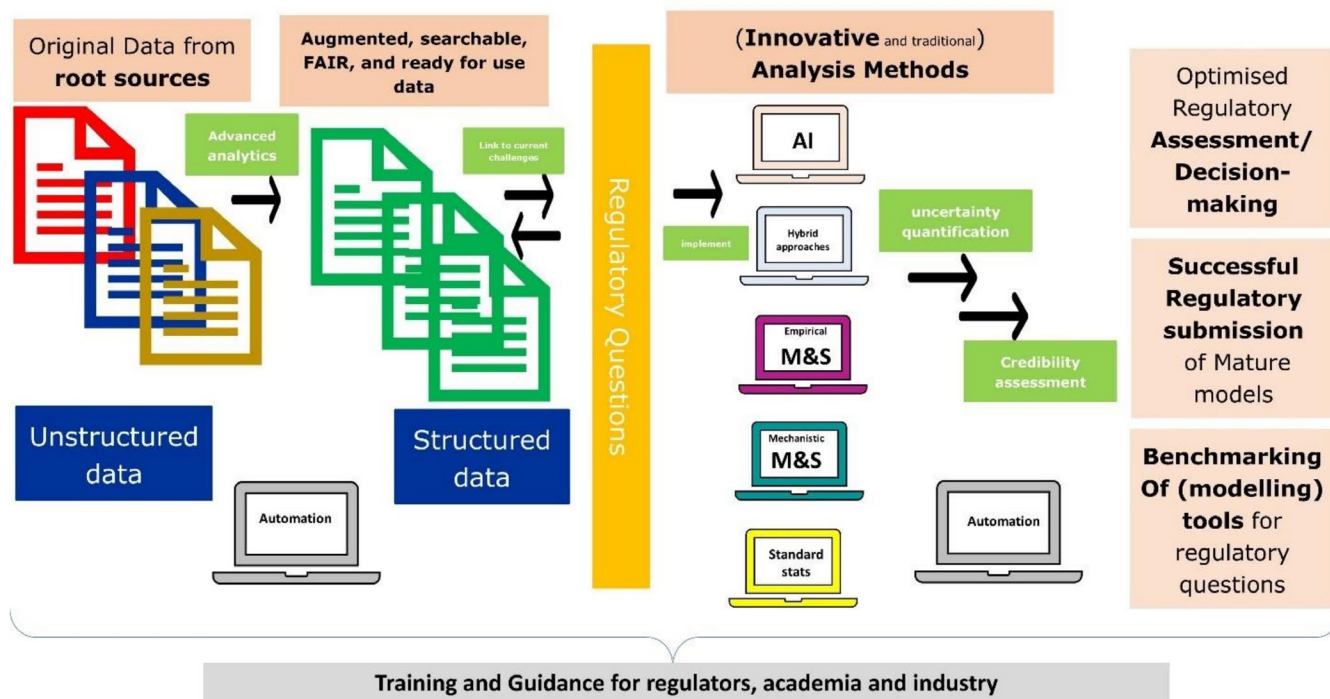 Original Data from
root sources
Augmented, searchable,
FAIR, and ready for use
data
Advanced
analytics
Link to current
challenges
Unstructured
data
Structured
data
Automation
Regulatory Questions
(Innovative and traditional)
Analysis Methods
implement
AI
Hybrid
approaches
Empirical
M&S
Mechanistic
M&S
Standard
stats
uncertainty
quantification
Credibility
assessment
Automation
Optimised
Regulatory
Assessment/
Decision-
making
Successful
Regulatory
submission
of Mature
models
Benchmarking
Of (modelling)
tools for
regulatory
questions
Training and Guidance for regulators, academia and industry